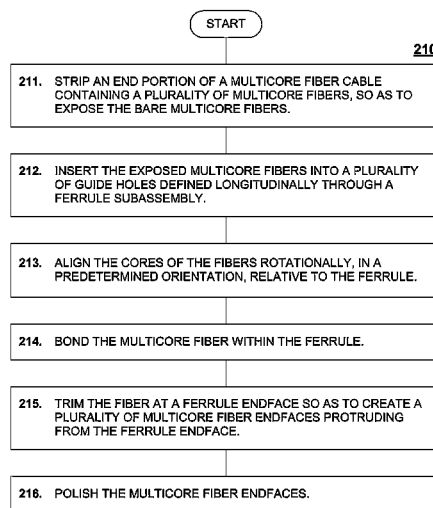 START
210
211. STRIP AN END PORTION OF A MULTICORE FIBER CABLE
CONTAINING A PLURALITY OF MULTICORE FIBERS, SO AS TO
EXPOSE THE BARE MULTICORE FIBERS.
212. INSERT THE EXPOSED MULTICORE FIBERS INTO A PLURALITY
OF GUIDE HOLES DEFINED LONGITUDINALLY THROUGH A
FERRULE SUBASSEMBLY.
213. ALIGN THE CORES OF THE FIBERS ROTATIONALLY, IN A
PREDETERMINED ORIENTATION, RELATIVE TO THE FERRULE.
214. BOND THE MULTICORE FIBER WITHIN THE FERRULE.
215. TRIM THE FIBER AT A FERRULE ENDFACE SO AS TO CREATE A
PLURALITY OF MULTICORE FIBER ENDFACES PROTRUDING
FROM THE FERRULE ENDFACE.
216. POLISH THE MULTICORE FIBER ENDFACES.